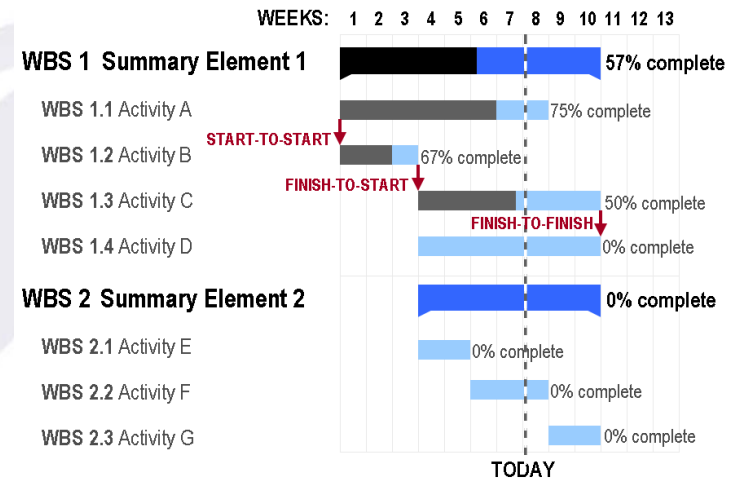 WEEKS: 1 2 3 4 5 6 7 8 9 10 11 12 13
WBS 1 Summary Element 1 57% complete
WBS 1.1 Activity A 75% complete
START-TO-START
WBS 1.2 Activity B 67% complete
FINISH-TO-START
WBS 1.3 Activity C 50% complete
FINISH-TO-FINISH
WBS 1.4 Activity D 0% complete
WBS 2 Summary Element 2 0% complete
WBS 2.1 Activity E 0% complete
WBS 2.2 Activity F 0% complete
WBS 2.3 Activity G 0% complete
TODAY